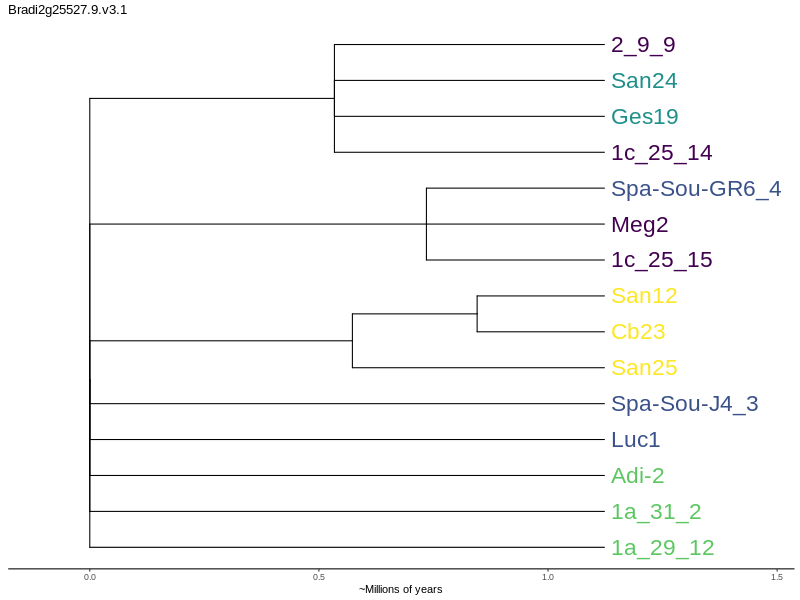 Bradi2g25527.9.v3.1
2_9_9
San24
Ges19
1c_25_14
Spa-Sou-GR6_4
Meg2
1c_25_15
San12
Cb23
San25
Spa-Sou-J4_3
Luc1
Adi-2
1a_31_2
1a_29_12
0.0 0.5 1.0 1.5
~Millions of years